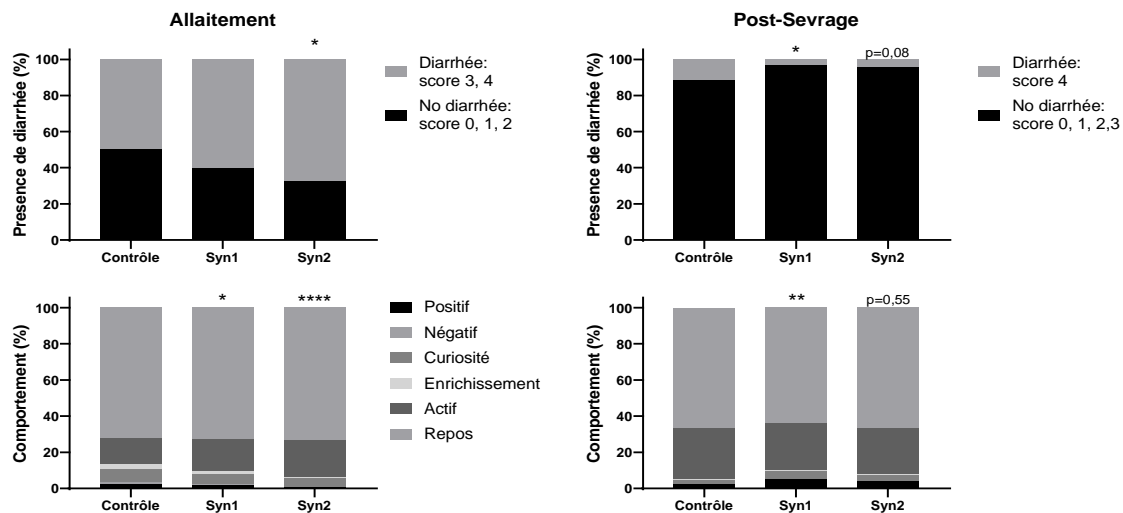 Allaitement
*
Presence de diarrhée (%)
100
80
60
40
20
0
Contrôle Syn1 Syn2
Diarrhée:
score 3, 4
No diarrhée:
score 0, 1, 2
Post-Sevrage
* p=0,08
Presence de diarrhée (%)
100
80
60
40
20
0
Contrôle Syn1 Syn2
Diarrhée:
score 4
No diarrhée:
score 0, 1, 2,3
* ****
Comportement (%)
100
80
60
40
20
0
Contrôle Syn1 Syn2
Positif
Négatif
Curiosité
Enrichissement
Actif
Repos
** p=0,55
Comportement (%)
100
80
60
40
20
0
Contrôle Syn1 Syn2